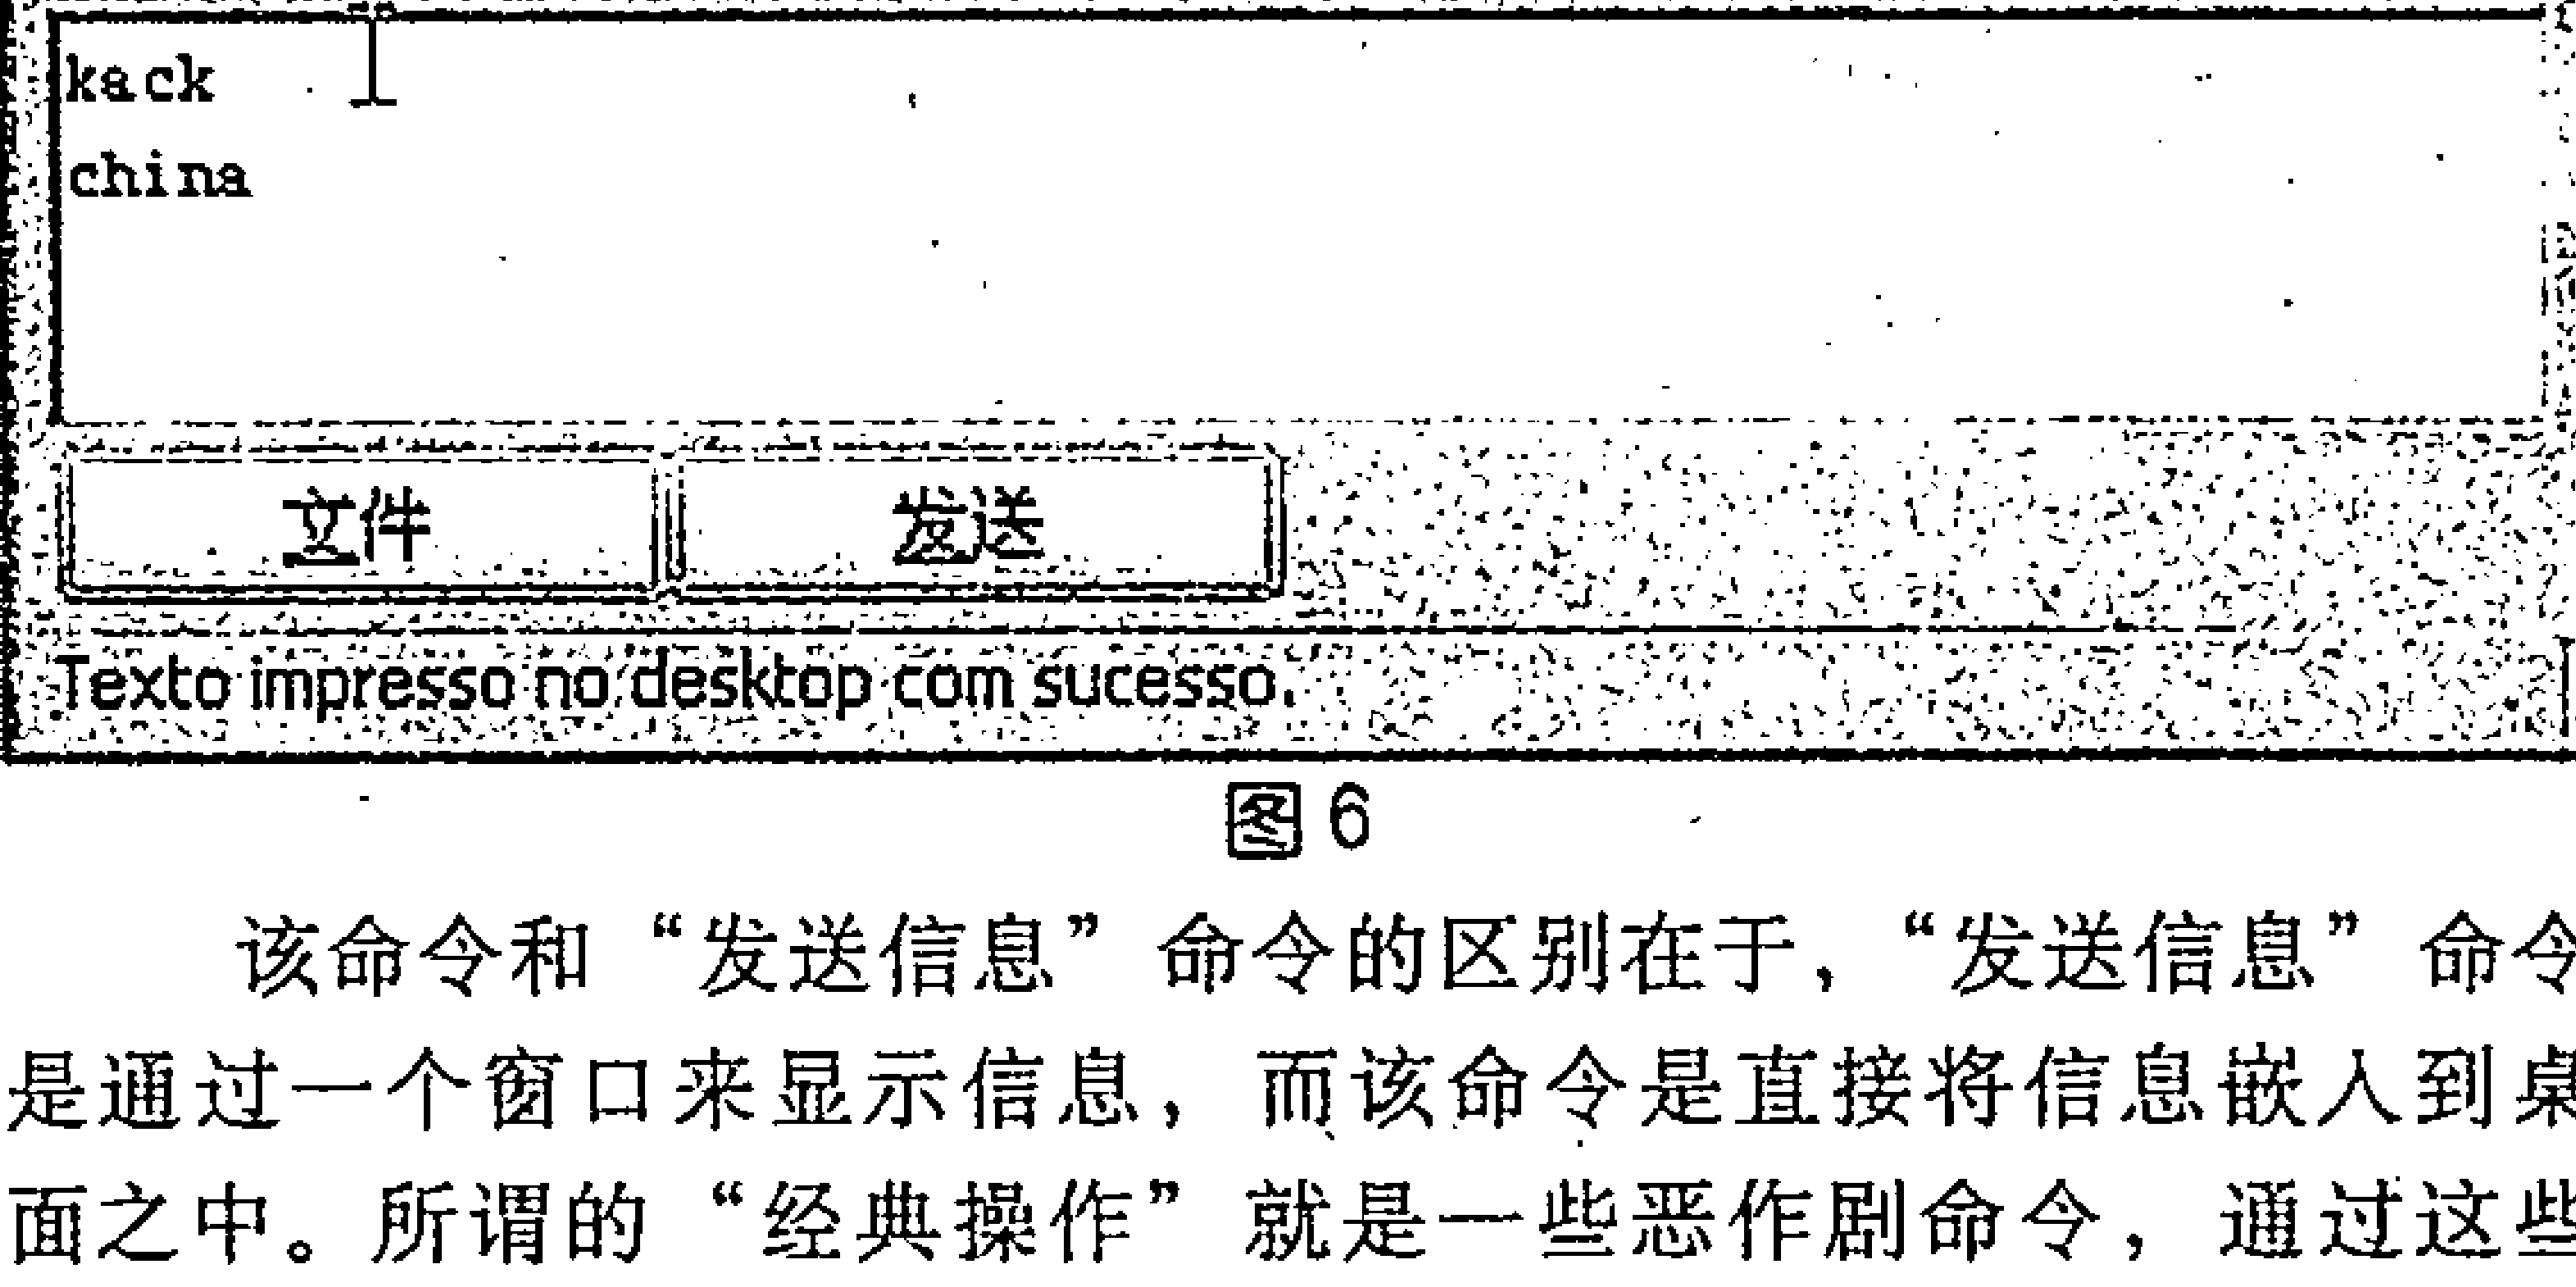 kack
china
文件
发送
Texto impresso no desktop com sucesso.
图 6
该命令和“发送信息”命令的区别在于，“发送信息”命令
是通过一个窗口来显示信息，而该命令是直接将信息嵌入到桌
面之中。所谓的“经典操作”就是一些恶作剧命令，通过这些